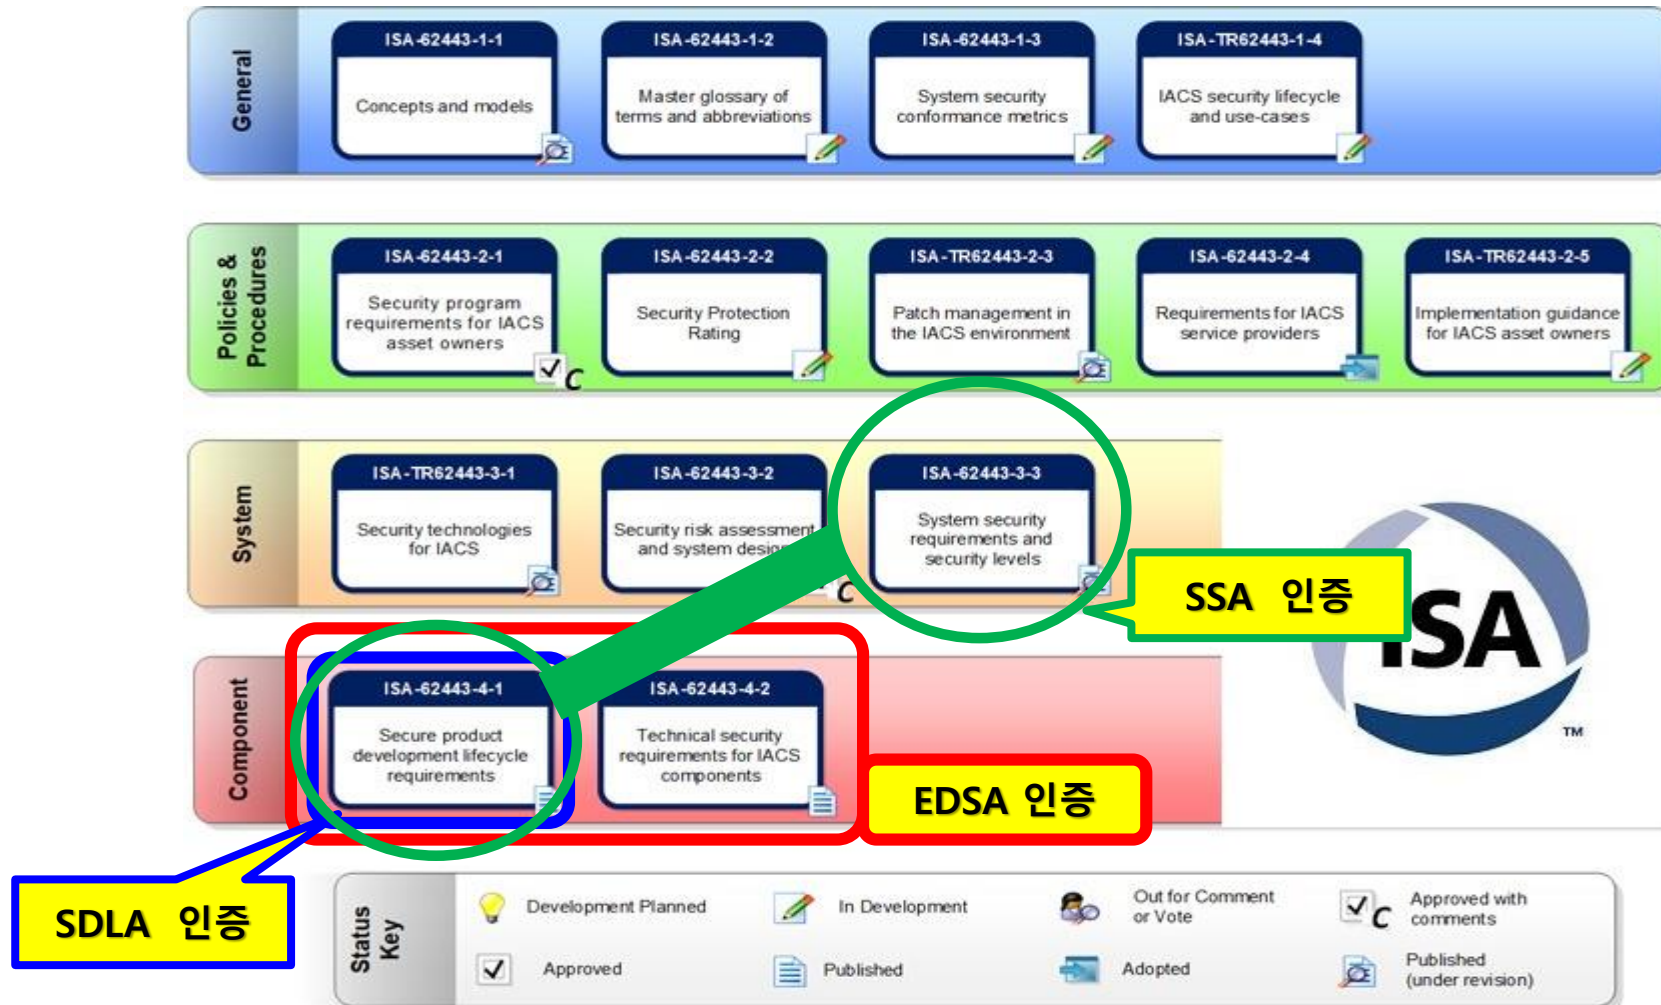 General
ISA-62443-1-1
Concepts and models
ISA-62443-1-2
Master glossary of
terms and abbreviations
ISA-62443-1-3
System security
conformance metrics
ISA-TR62443-1-4
IACS security lifecycle
and use-cases
Policies &
Procedures
ISA-62443-2-1
Security program
requirements for IACS
asset owners
C
ISA-62443-2-2
Security Protection
Rating
ISA-TR62443-2-3
Patch management in
the IACS environment
ISA-62443-2-4
Requirements for IACS
service providers
ISA-TR62443-2-5
Implementation guidance
for IACS asset owners
System
ISA-TR62443-3-1
Security technologies
for IACS
ISA-62443-3-2
Security risk assessment
and system design
C
ISA-62443-3-3
System security
requirements and
security levels
SSA 인증
ISA
TM
Component
ISA-62443-4-1
Secure product
development lifecycle
requirements
ISA-62443-4-2
Technical security
requirements for IACS
components
EDSA 인증
SDLA 인증
Status
Key
Development Planned
In Development
Out for Comment
or Vote
C
Approved with
comments
Approved
Published
Adopted
Published
(under revision)